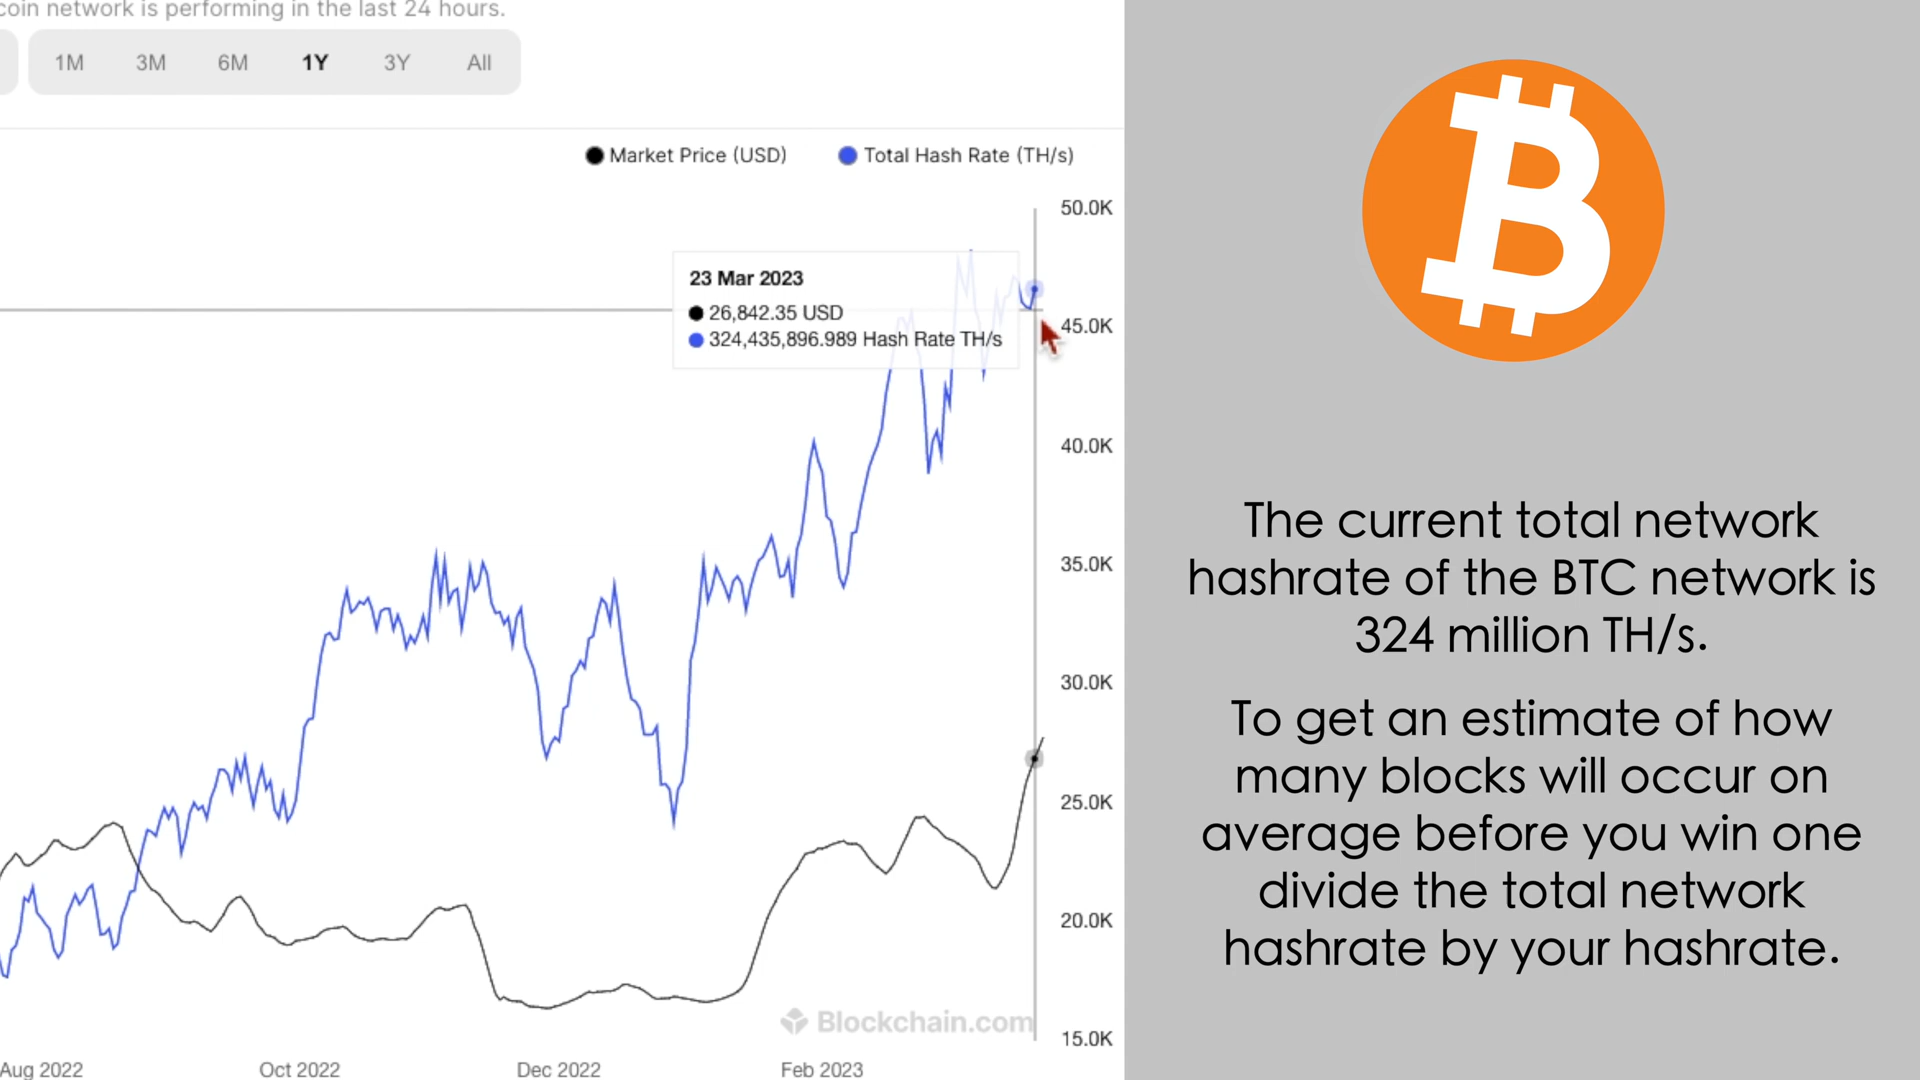 coin network is performing in the last 24 hours.
1M 3M 6M 1Y 3Y All
Market Price (USD) Total Hash Rate (TH/s)
50.0K
23 Mar 2023
26,842.35 USD
324,435,896.989 Hash Rate TH/s
45.0K
40.0K
35.0K
30.0K
25.0K
20.0K
15.0K
Blockchain.com
Aug 2022 Oct 2022 Dec 2022 Feb 2023
The current total network
hashrate of the BTC network is
324 million TH/s.
To get an estimate of how
many blocks will occur on
average before you win one
divide the total network
hashrate by your hashrate.